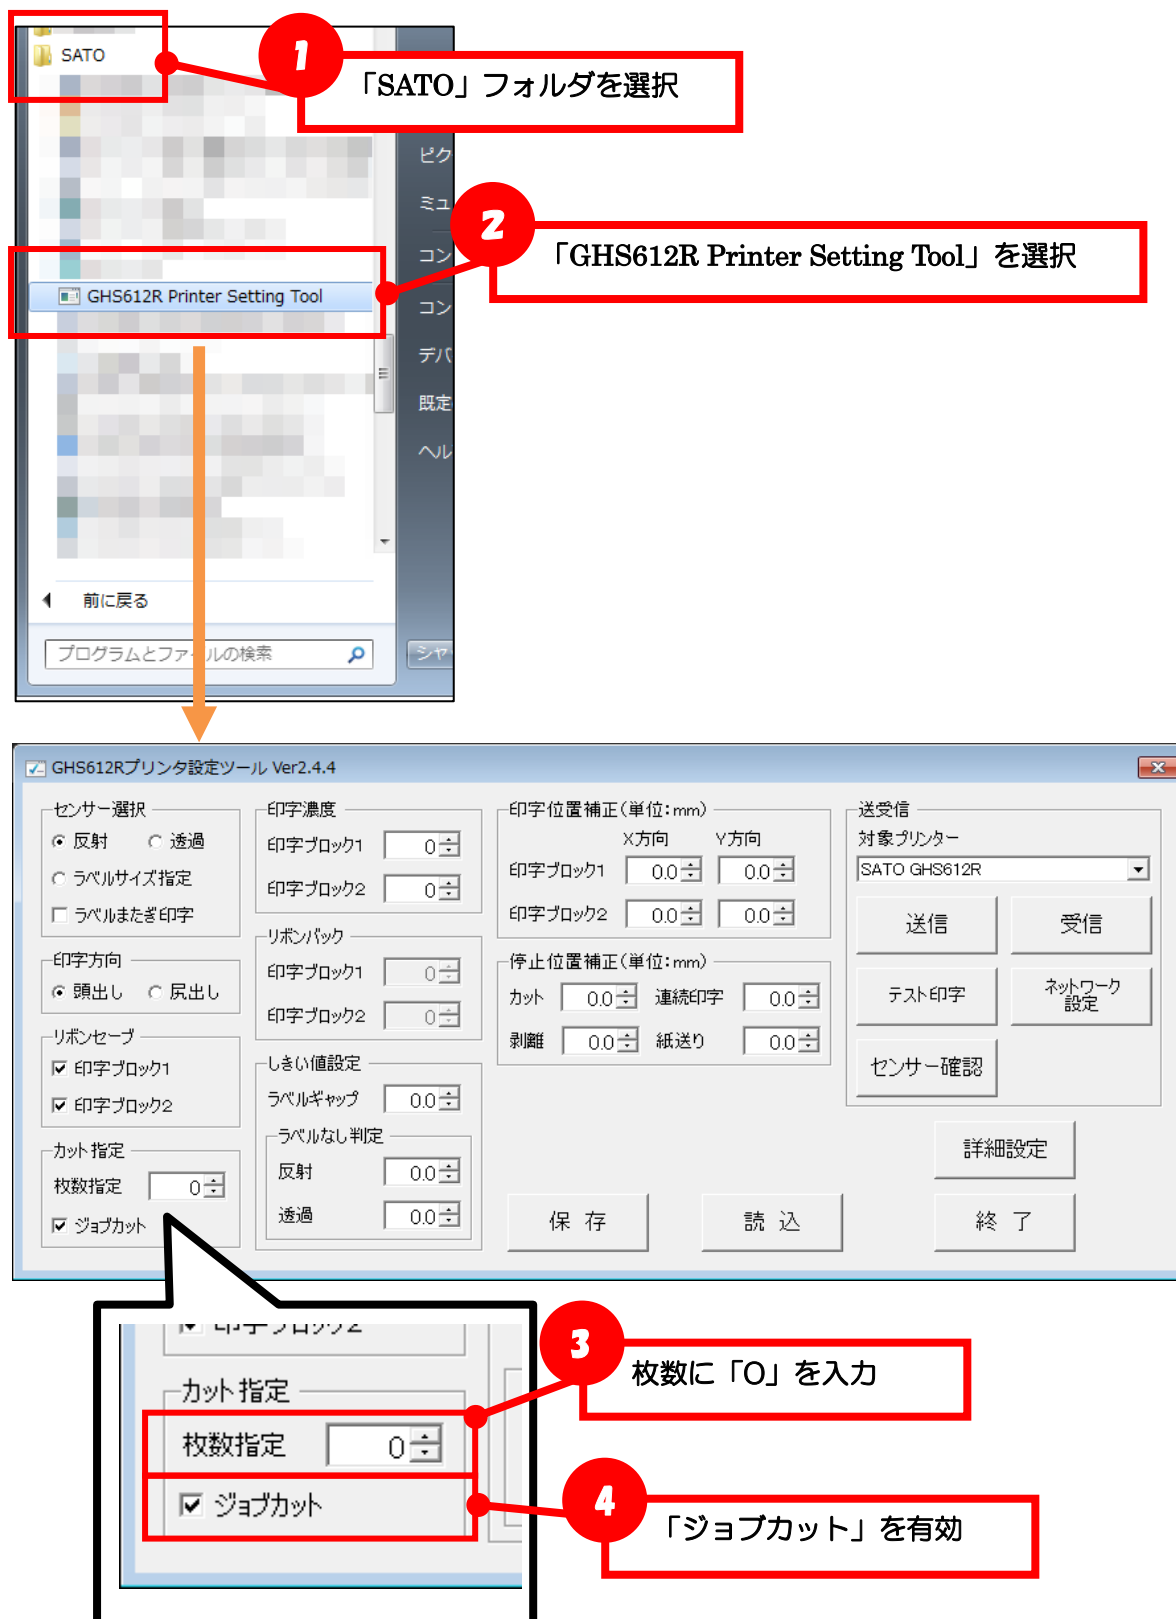 SATO
1
「SATO」フォルダを選択
ピク
ミュ
2
コン
「GHS612R Printer Setting Tool」を選択
GHS612R Printer Setting Tool
コン
デバ
既定
ヘル
前に戻る
プログラムとファイルの検索
シャ
GHS612Rプリンタ設定ツール Ver2.4.4
センサー選択
反射 透過
ラベルサイズ指定
ラベルまたぎ印字
印字方向
頭出し 尻出し
リボンセーブ
印字ブロック1
印字ブロック2
カット指定
枚数指定 0
ジョブカット
印字濃度
印字ブロック1 0
印字ブロック2 0
リボンバック
印字ブロック1 0
印字ブロック2 0
しきい値設定
ラベルギャップ 0.0
ラベルなし判定
反射 0.0
透過 0.0
印字位置補正(単位:mm)
X方向 Y方向
印字ブロック1 0.0 0.0
印字ブロック2 0.0 0.0
停止位置補正(単位:mm)
カット 0.0 連続印字 0.0
剥離 0.0 紙送り 0.0
保 存 読 込
送受信
対象プリンター
SATO GHS612R
送信 受信
テスト印字 ネットワーク
設定
センサー確認
詳細設定
終 了
印字ブロック2
カット指定
枚数指定 0
ジョブカット
3
枚数に「0」を入力
4
「ジョブカット」を有効